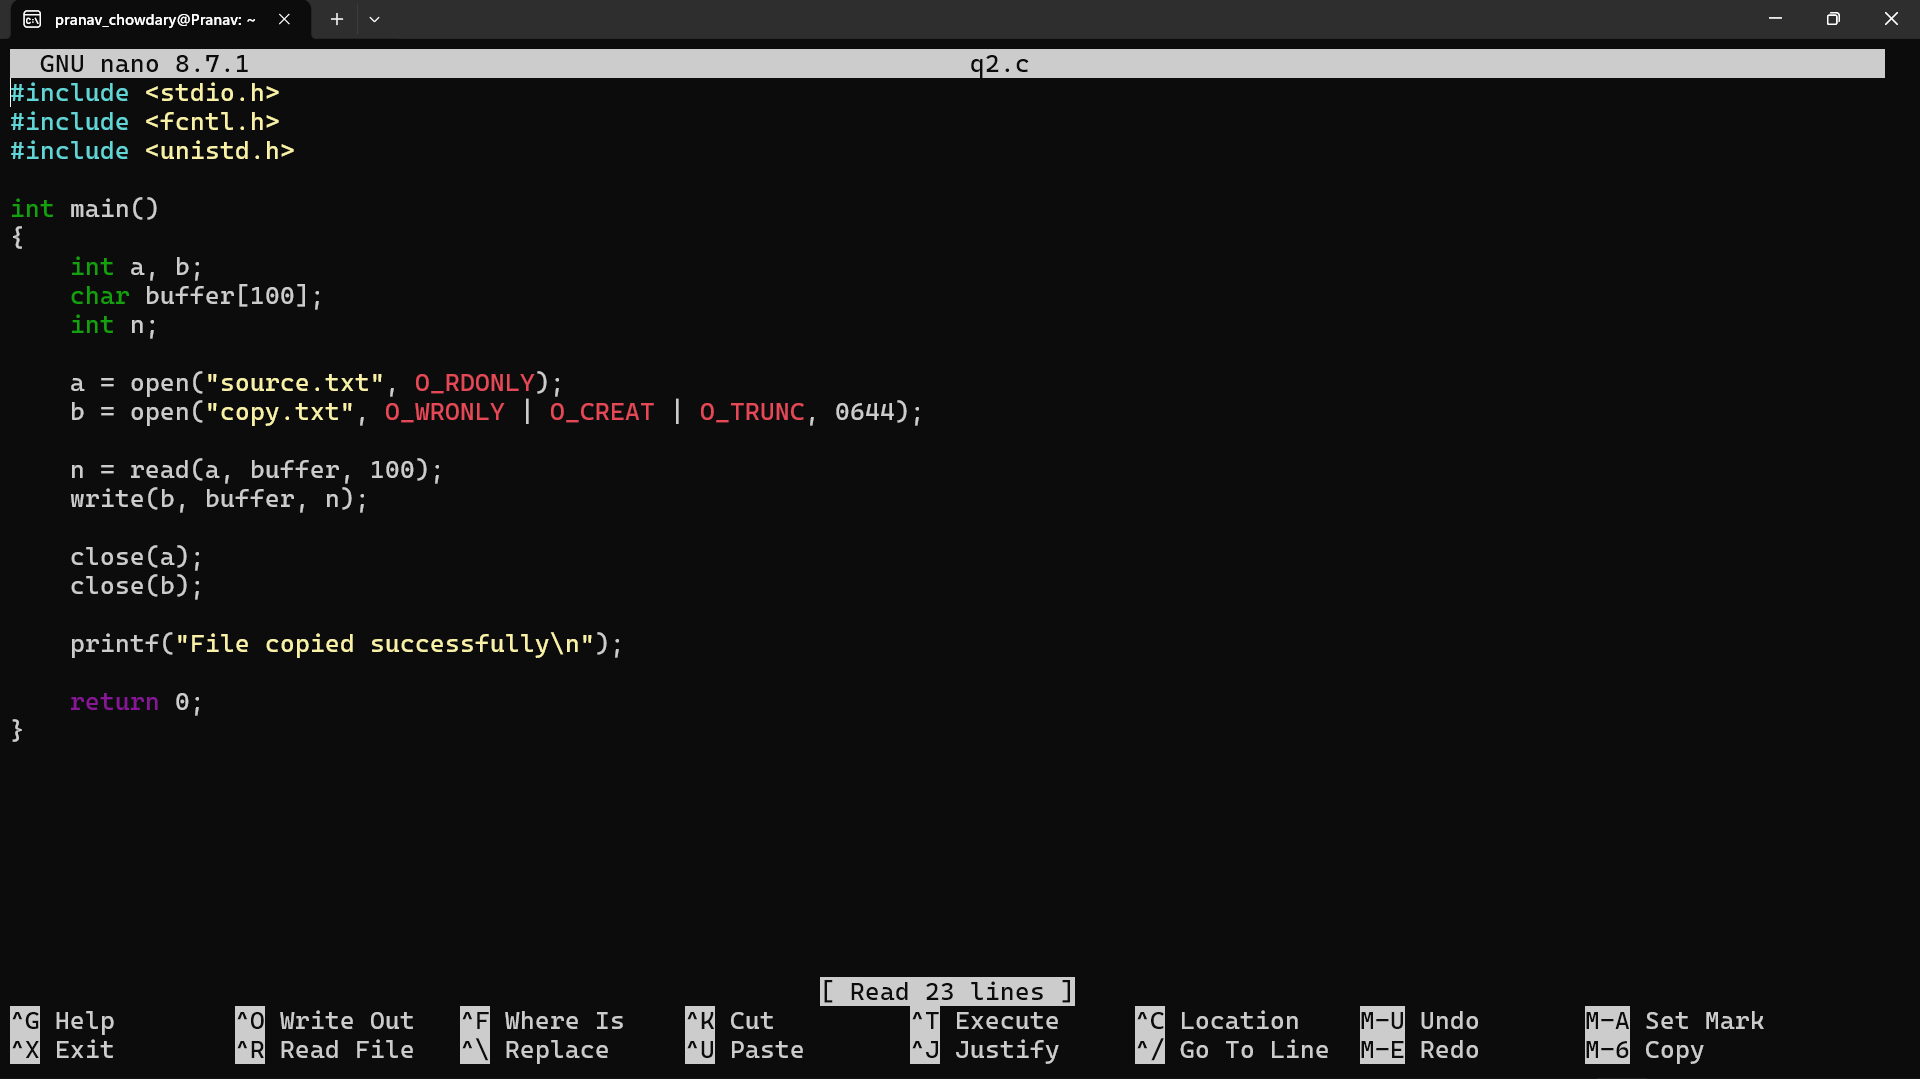 pranav_chowdary@Pranav: ~
GNU nano 8.7.1 q2.c
#include <stdio.h>
#include <fcntl.h>
#include <unistd.h>

int main()
{
    int a, b;
    char buffer[100];
    int n;

    a = open("source.txt", O_RDONLY);
    b = open("copy.txt", O_WRONLY | O_CREAT | O_TRUNC, 0644);

    n = read(a, buffer, 100);
    write(b, buffer, n);

    close(a);
    close(b);

    printf("File copied successfully\n");

    return 0;
}
[ Read 23 lines ]
^G Help ^O Write Out ^F Where Is ^K Cut ^T Execute ^C Location M-U Undo M-A Set Mark
^X Exit ^R Read File ^\ Replace ^U Paste ^J Justify ^/ Go To Line M-E Redo M-6 Copy